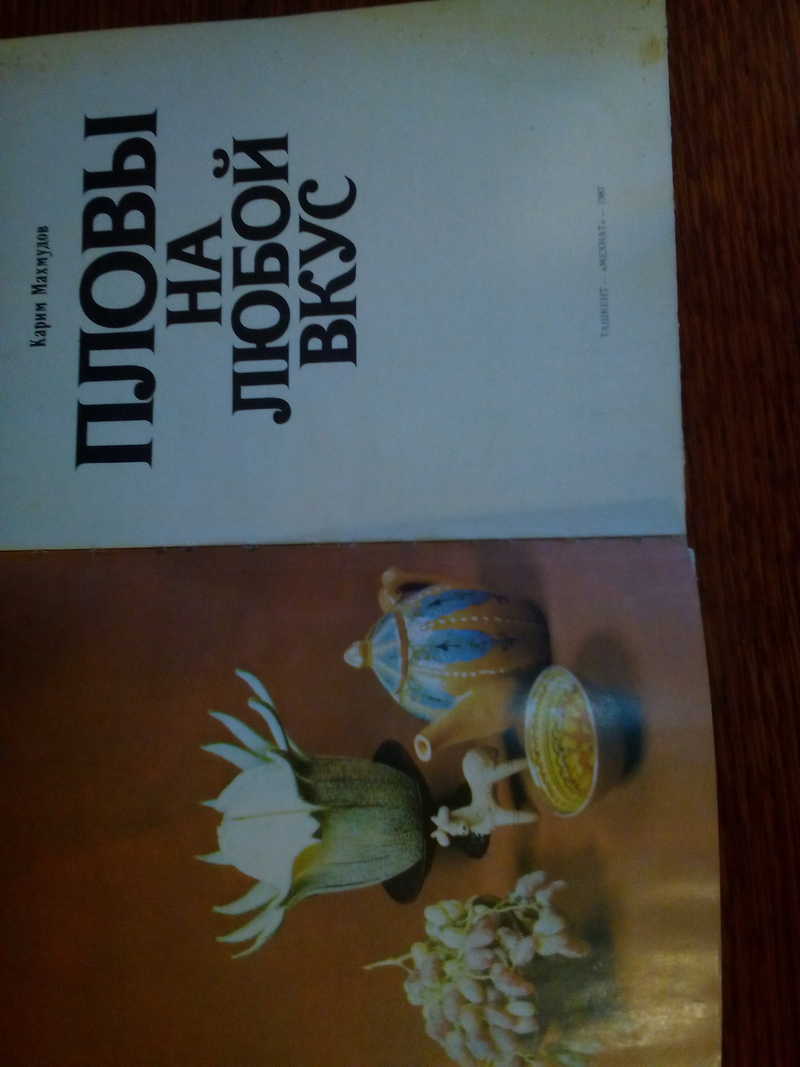 Карим Махмудов
ПЛОВЫ
НА
ЛЮБОЙ
ВКУС
ТАШКЕНТ — «МЕХНАТ» — 1987